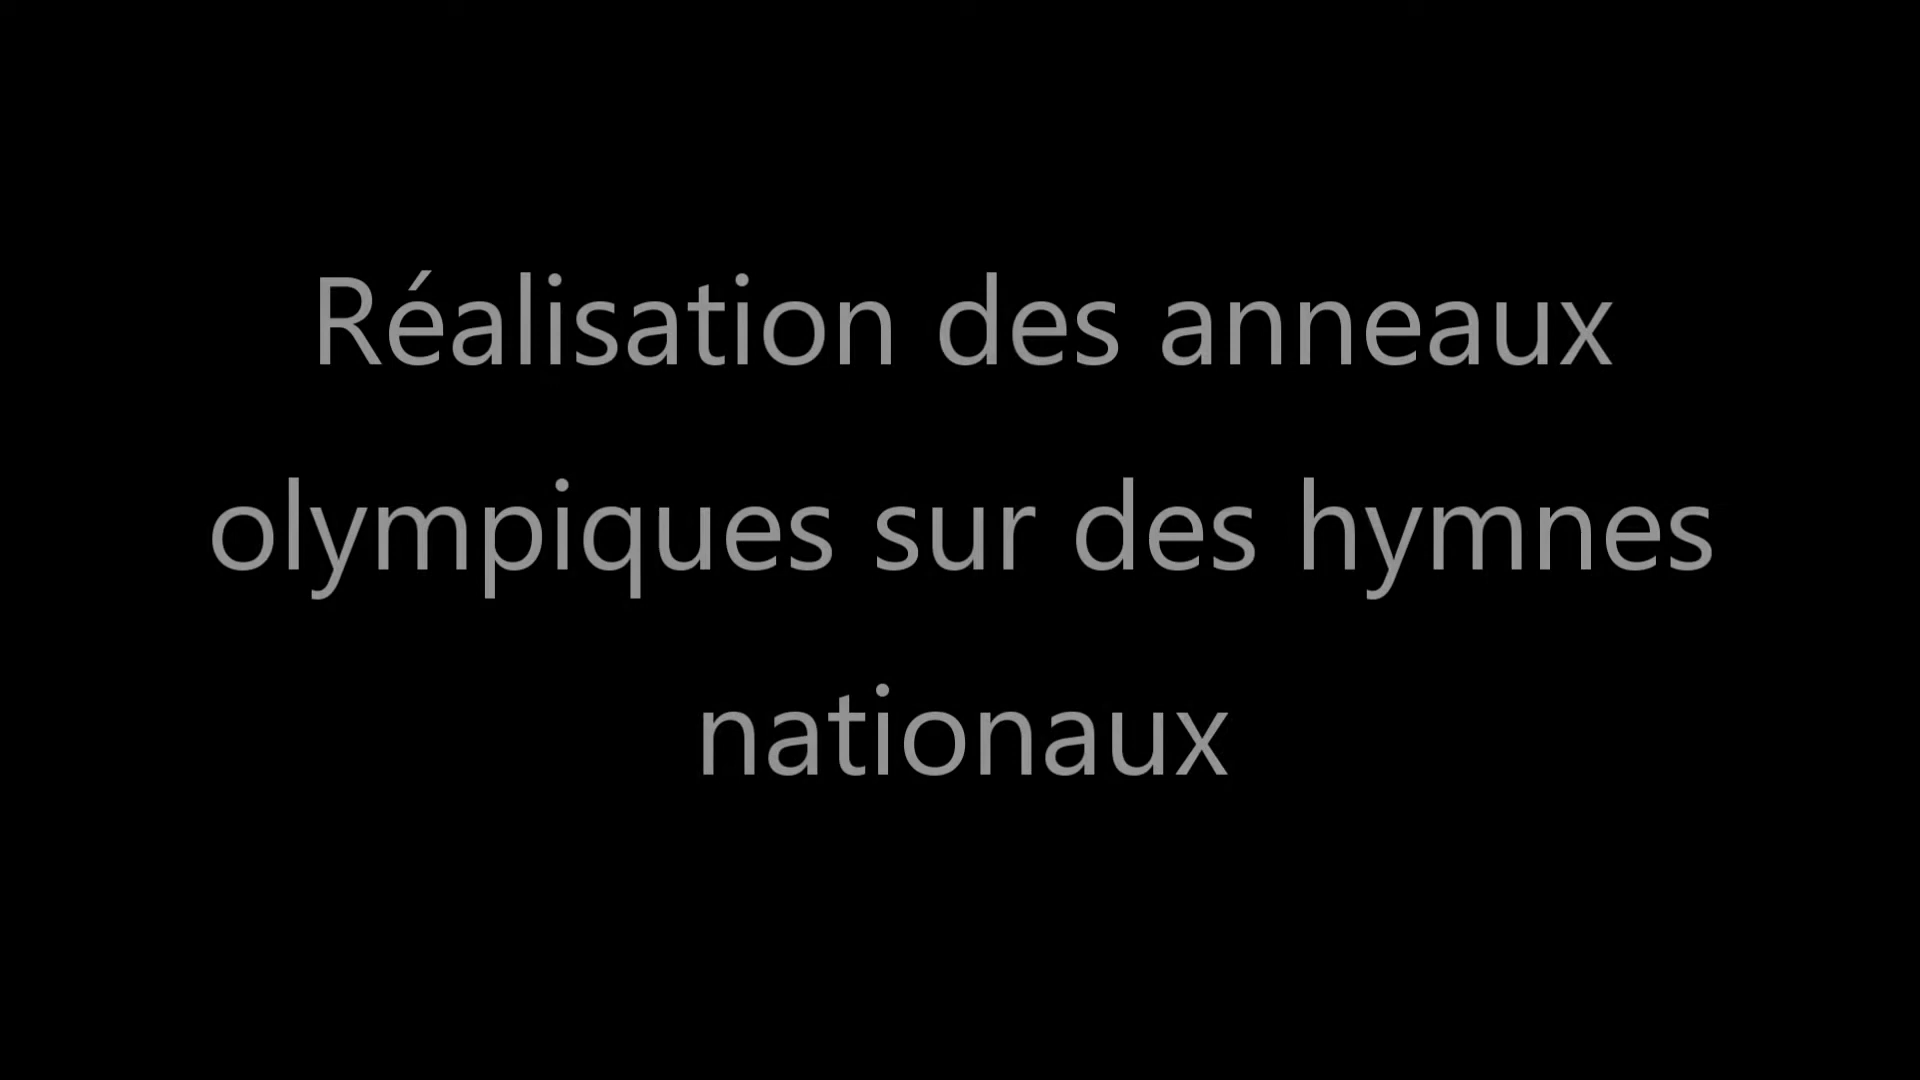 Réalisation des anneaux
olympiques sur des hymnes
nationaux